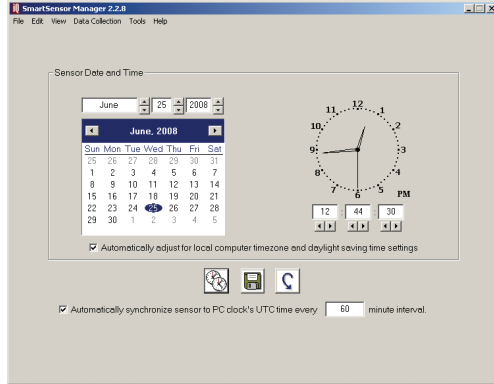 SmartSensor Manager 2.2.8
File Edit View Data Collection Tools Help
Sensor Date and Time
June 25 2008
June, 2008
Sun Mon Tue Wed Thu Fri Sat
25 26 27 28 29 30 31
1 2 3 4 5 6 7
8 9 10 11 12 13 14
15 16 17 18 19 20 21
22 23 24 25 26 27 28
29 30 1 2 3 4 5
12
11 1
10 2
9 3
8 4
7 5
6
PM
12 : 44 : 30
Automatically adjust for local computer timezone and daylight saving time settings
Automatically synchronize sensor to PC clock's UTC time every 60 minute interval.